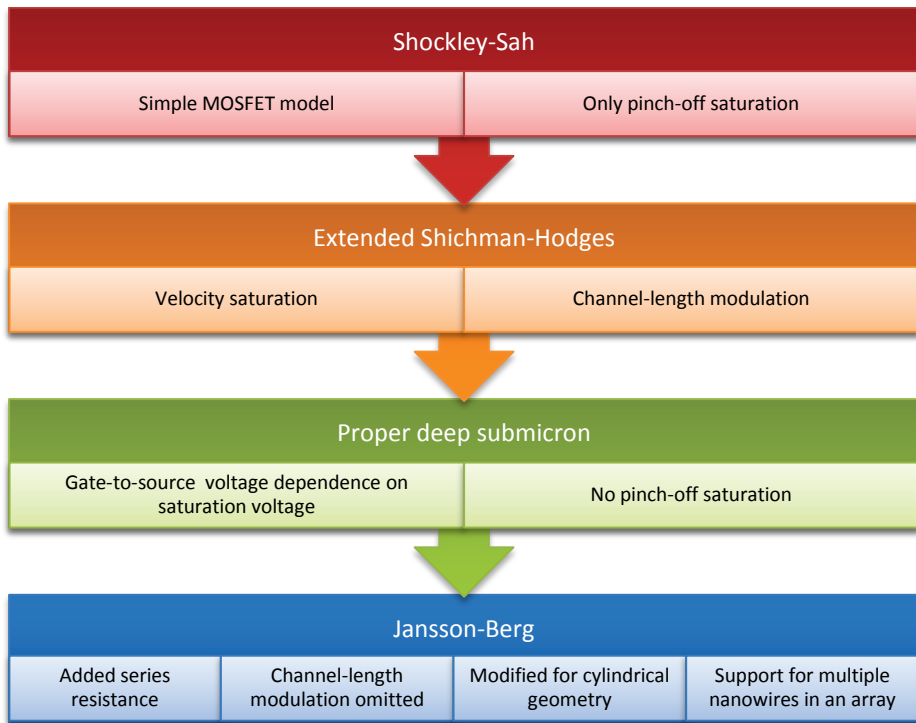 Shockley-Sah
Simple MOSFET model
Only pinch-off saturation
Extended Shichman-Hodges
Velocity saturation
Channel-length modulation
Proper deep submicron
Gate-to-source voltage dependence on
saturation voltage
No pinch-off saturation
Jansson-Berg
Added series
resistance
Channel-length
modulation omitted
Modified for cylindrical
geometry
Support for multiple
nanowires in an array